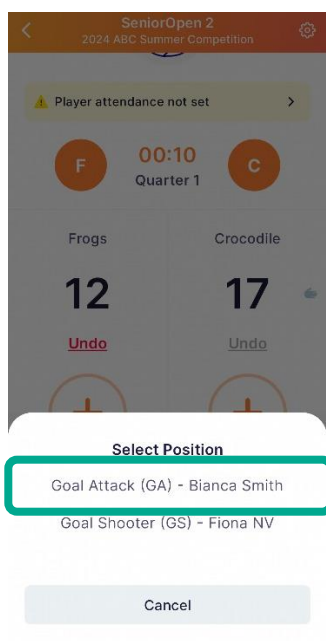 SeniorOpen 2
2024 ABC Summer Competition
Player attendance not set
F
00:10
C
Quarter 1
Frogs
Crocodile
12
17
Undo
Undo
Select Position
Goal Attack (GA) - Bianca Smith
Goal Shooter (GS) - Fiona NV
Cancel